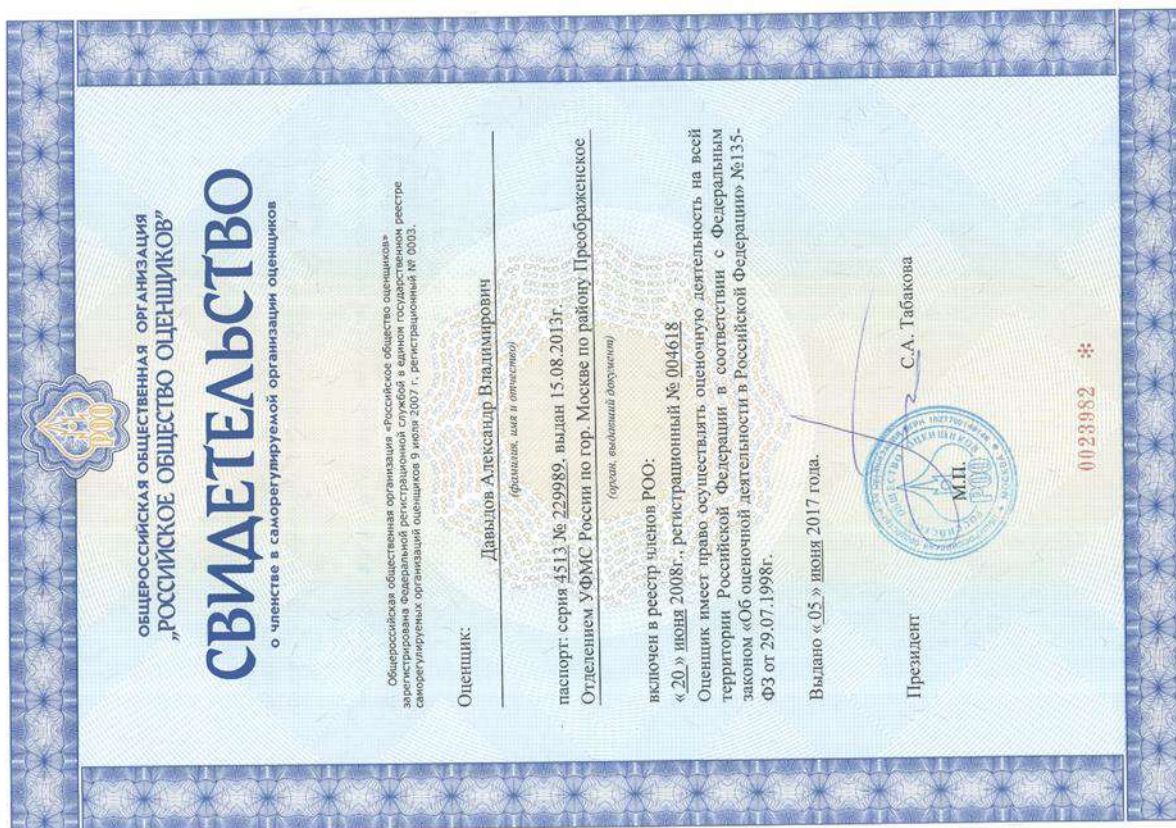 РОО
ОБЩЕРОССИЙСКАЯ ОБЩЕСТВЕННАЯ ОРГАНИЗАЦИЯ
„РОССИЙСКОЕ ОБЩЕСТВО ОЦЕНЩИКОВ”
СВИДЕТЕЛЬСТВО
о членстве в саморегулируемой организации оценщиков
Общероссийская общественная организация «Российское общество оценщиков»
зарегистрирована Федеральной регистрационной службой в едином государственном реестре
саморегулируемых организаций оценщиков 9 июля 2007 г. регистрационный № 0003.
Оценщик:
Давыдов Александр Владимирович
(фамилия, имя и отчество)
паспорт: серия 4513 № 229989, выдан 15.08.2013г.
Отделением УФМС России по гор. Москве по району Преображенское
(орган, выдавший документ)
включен в реестр членов РОО:
« 20 » июня 2008г., регистрационный № 004618
Оценщик имеет право осуществлять оценочную деятельность на всей
территории Российской Федерации в соответствии с Федеральным
законом «Об оценочной деятельности в Российской Федерации» №135-
ФЗ от 29.07.1998г.
Выдано « 05 » июня 2017 года.
Президент
С.А. Табакова
М.П.
РОО
0023982 *